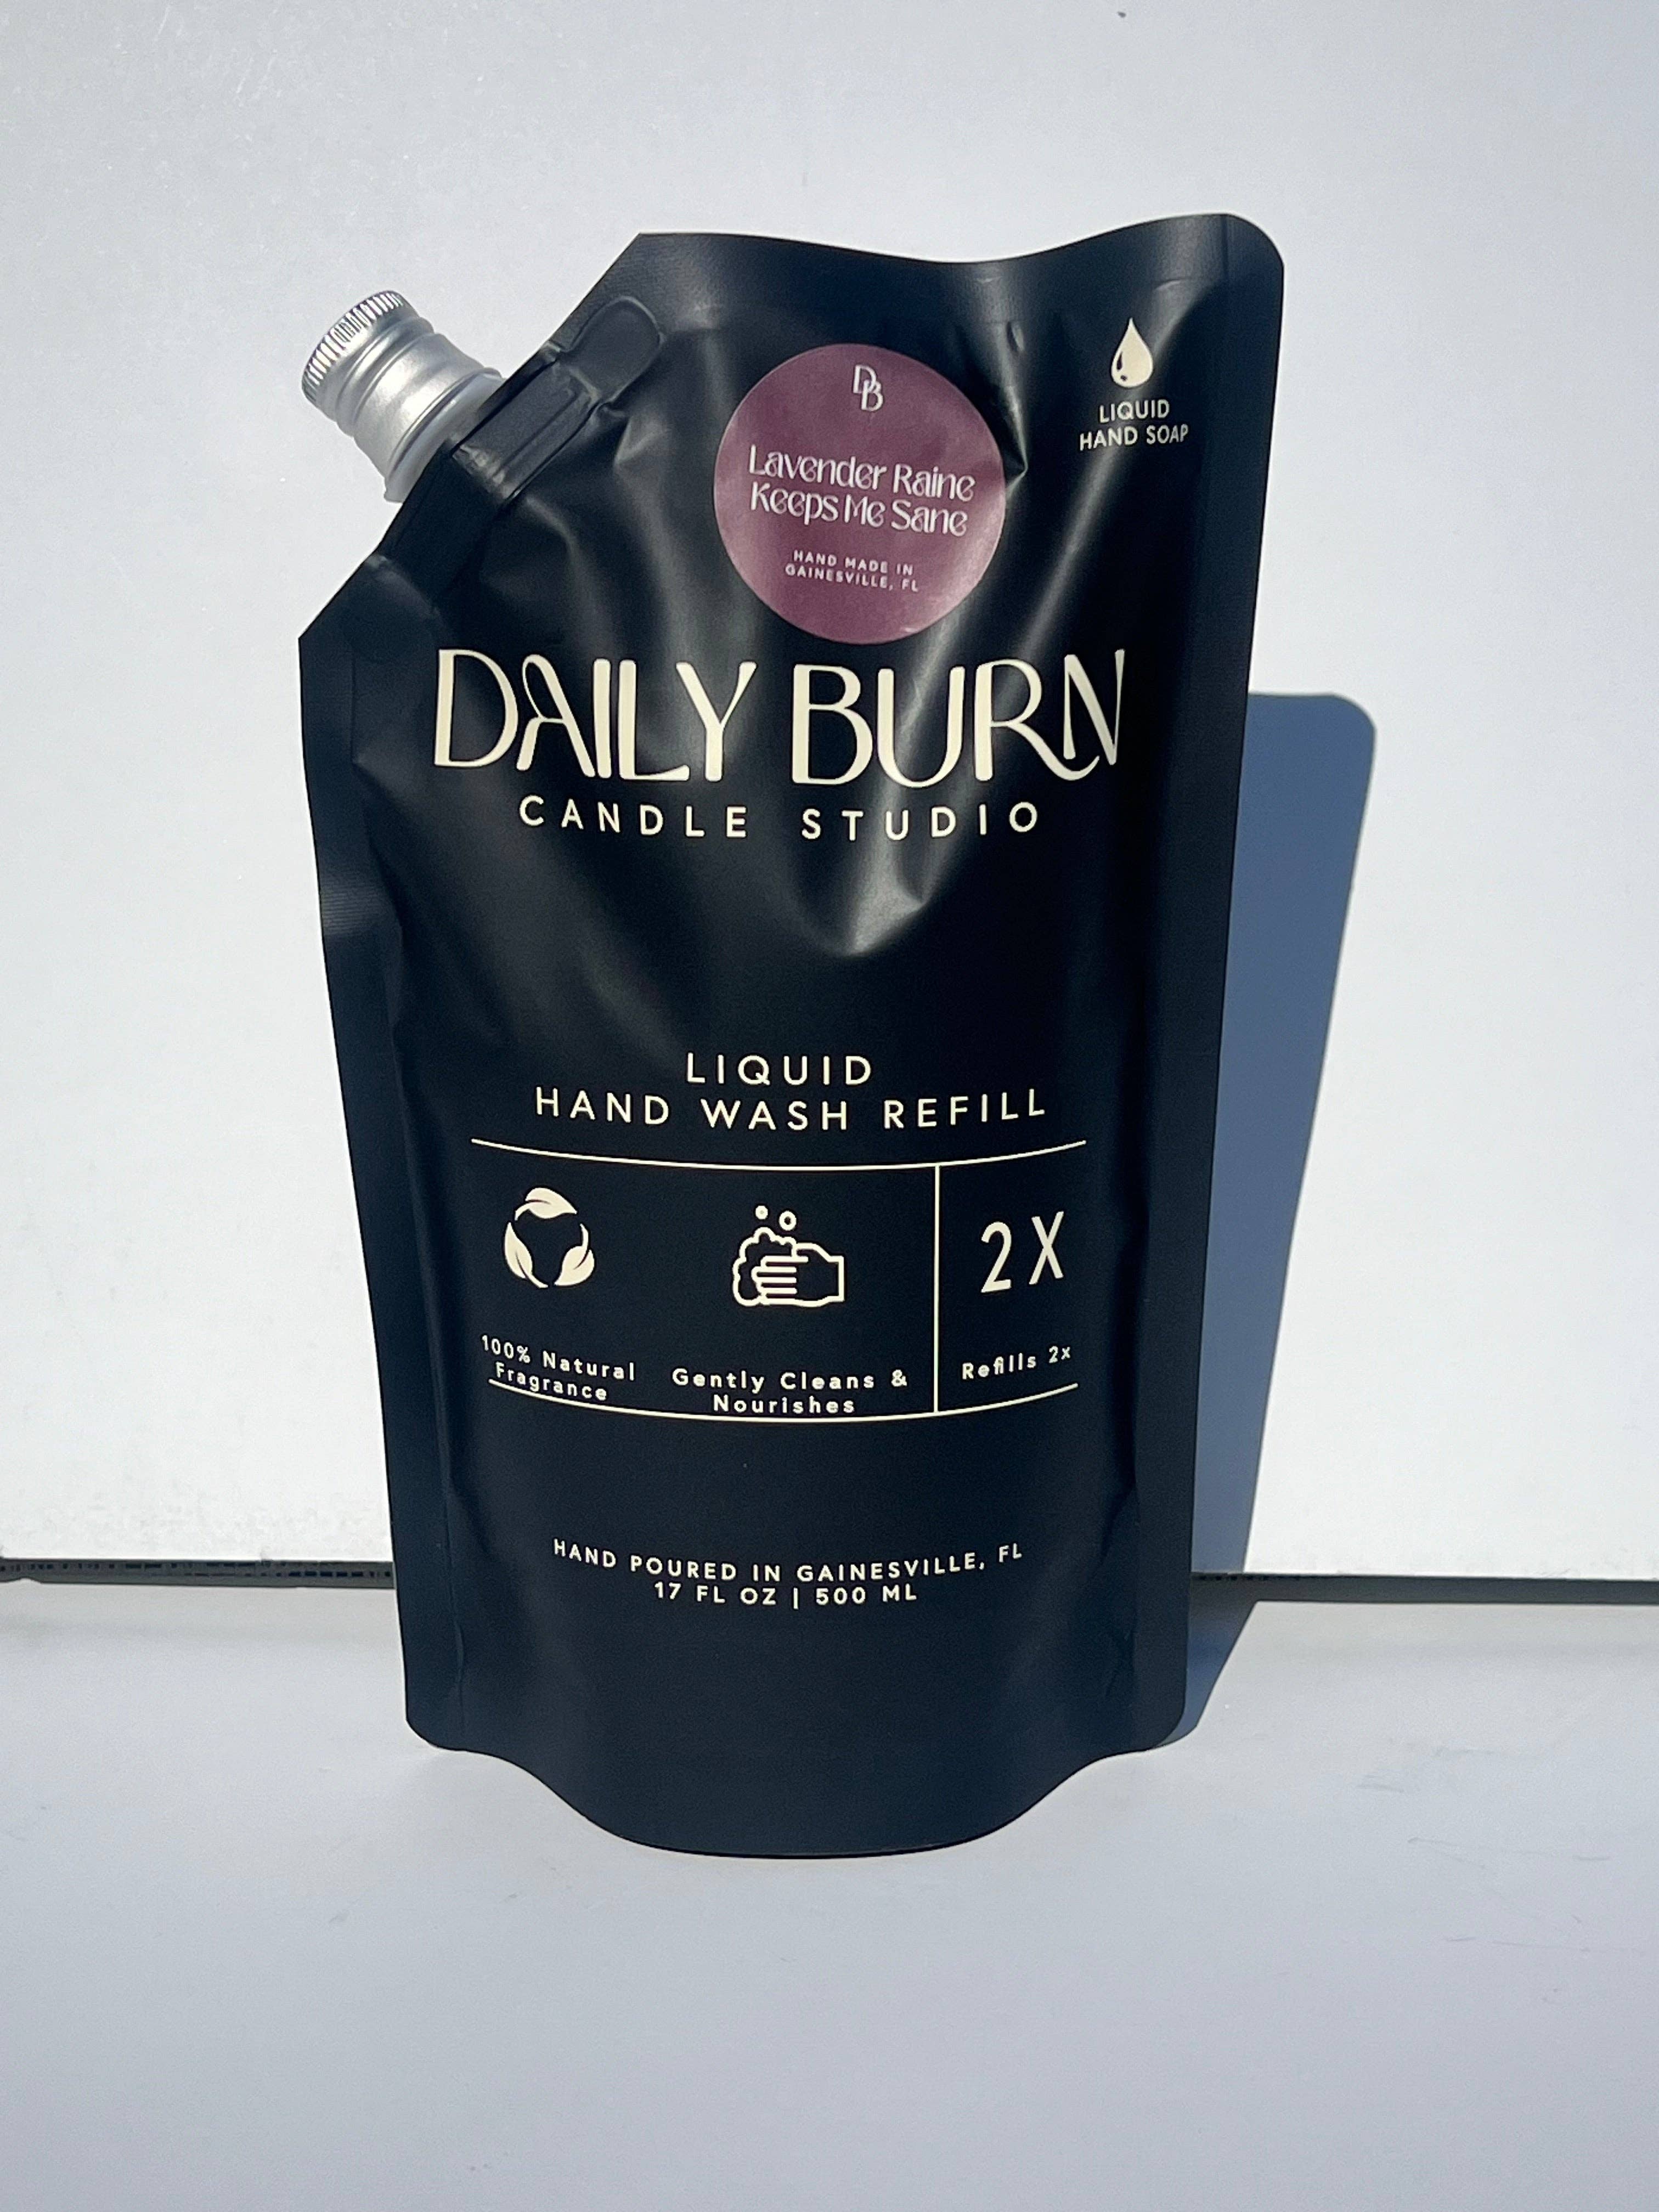 DB
Lavender Raine
Keeps Me Sane
HAND MADE IN
GAINESVILLE, FL
LIQUID
HAND SOAP
DAILY BURN
CANDLE STUDIO
LIQUID
HAND WASH REFILL
100% Natural
Fragrance
Gently Cleans &
Nourishes
2X
Refills 2x
HAND POURED IN GAINESVILLE, FL
17 FL OZ | 500 ML